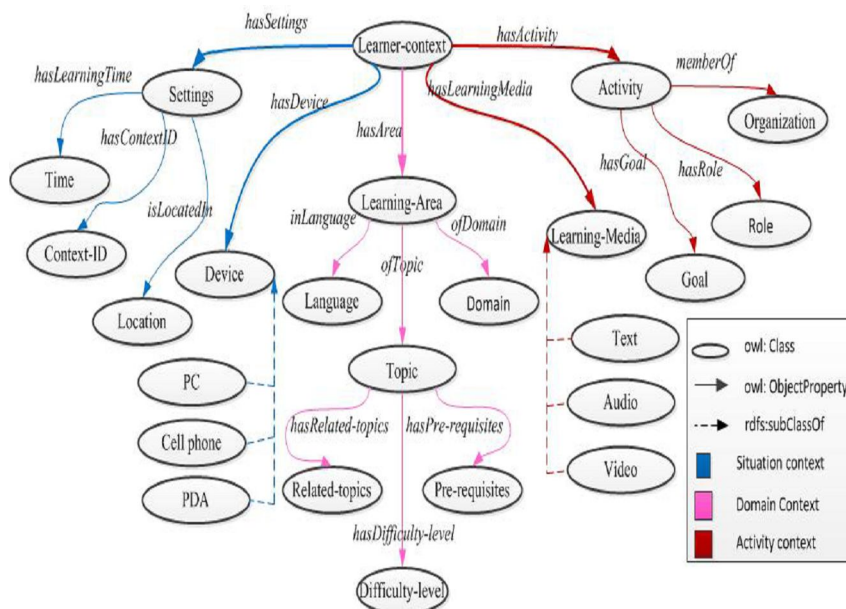 hasSettings
Learner-context
hasActivity
hasLearningTime
memberOf
Settings
hasDevice
hasLearningMedia
Activity
Organization
hasContextID
hasArea
hasGoal
hasRole
Time
isLocatedIn
Learning-Area
inLanguage
ofDomain
Role
Context-ID
Learning-Media
Device
ofTopic
Goal
Language
Domain
Location
Text
owl: Class
Topic
PC
owl: ObjectProperty
Audio
rdfs:subClassOf
hasRelated-topics
hasPre-requisites
Cell phone
Situation context
Video
Related-topics
Pre-requisites
PDA
Domain Context
hasDifficulty-level
Activity context
Difficulty-level